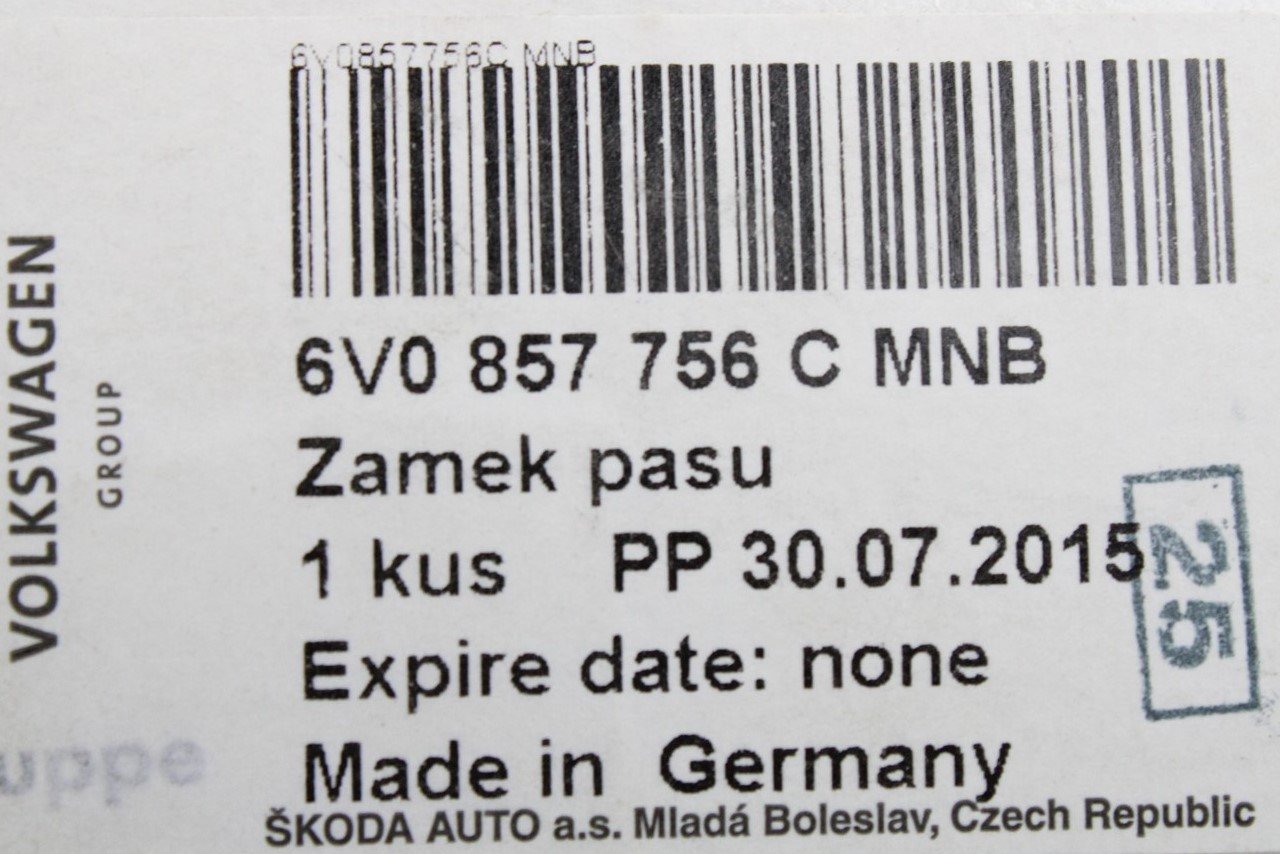 6V0857756C MNB
6V0 857 756 C MNB
Zamek pasu
1 kus PP 30.07.2015
Expire date: none
Made in Germany
ŠKODA AUTO a.s. Mladá Boleslav, Czech Republic
VOLKSWAGEN
GROUP
25
uppe